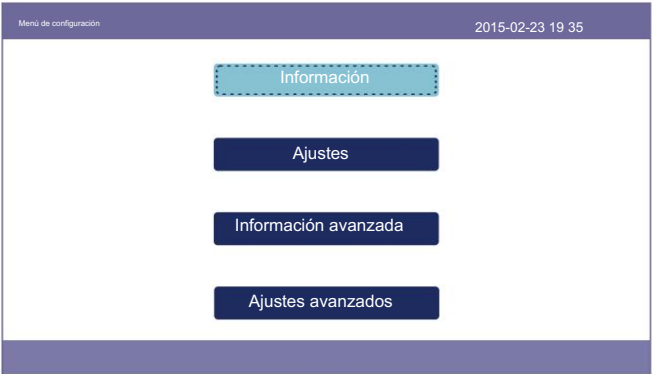 Menú de configuración
2015-02-23 19 35
Información
Ajustes
Información avanzada
Ajustes avanzados